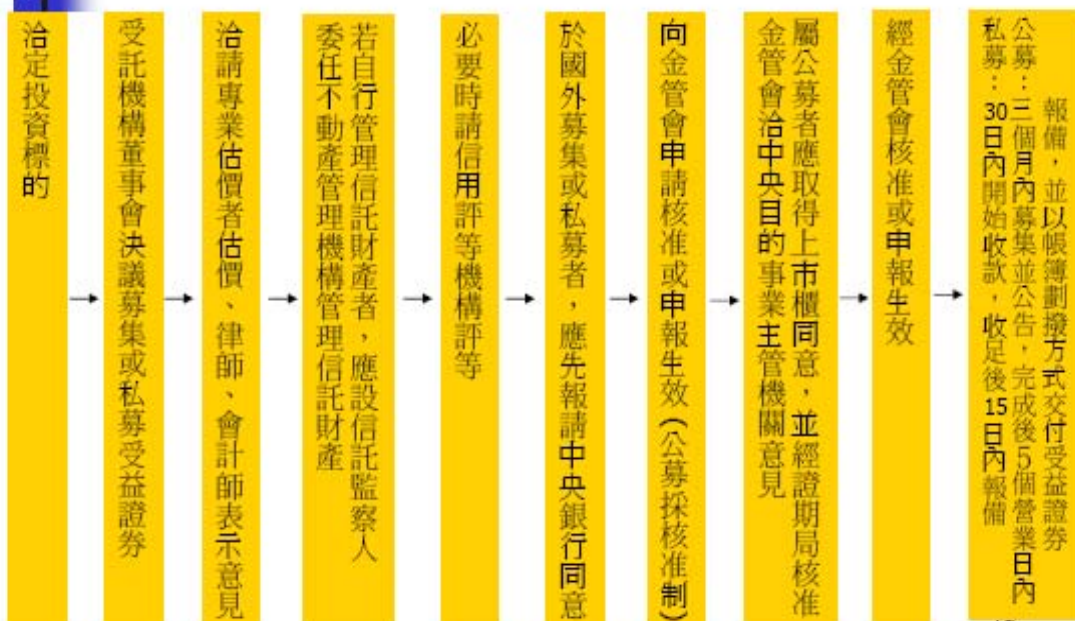 洽定投資標的
受託機構董事會決議募集或私募受益證券
洽請專業估價者估價、律師、會計師表示意見
若自行管理信託財產者，應設信託監察人
委任不動產管理機構管理信託財產
必要時請信用評等機構評等
於國外募集或私募者，應先報請中央銀行同意
向金管會申請核准或申報生效（公募採核准制）
屬公募者應取得上市櫃同意，並經證期局核准
金管會洽中央目的事業主管機關意見
經金管會核准或申報生效
公募：三個月內募集並公告，完成後5個營業日內
報備，並以帳簿劃撥方式交付受益證券
私募：30日內開始收款，收足後15日內報備